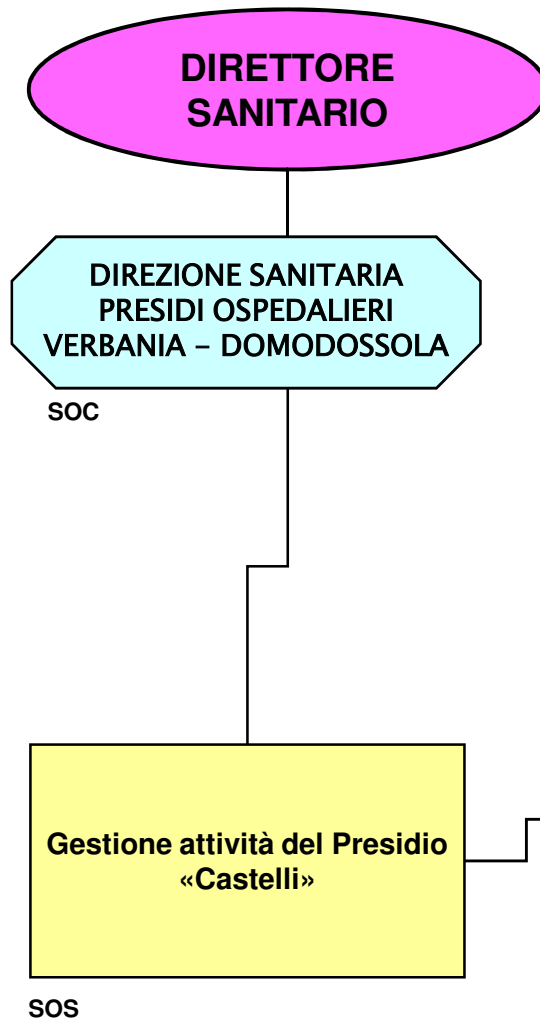 DIRETTORE
SANITARIO
DIREZIONE SANITARIA
PRESIDI OSPEDALIERI
VERBANIA – DOMODOSSOLA
SOC
Gestione attività del Presidio
«Castelli»
SOS